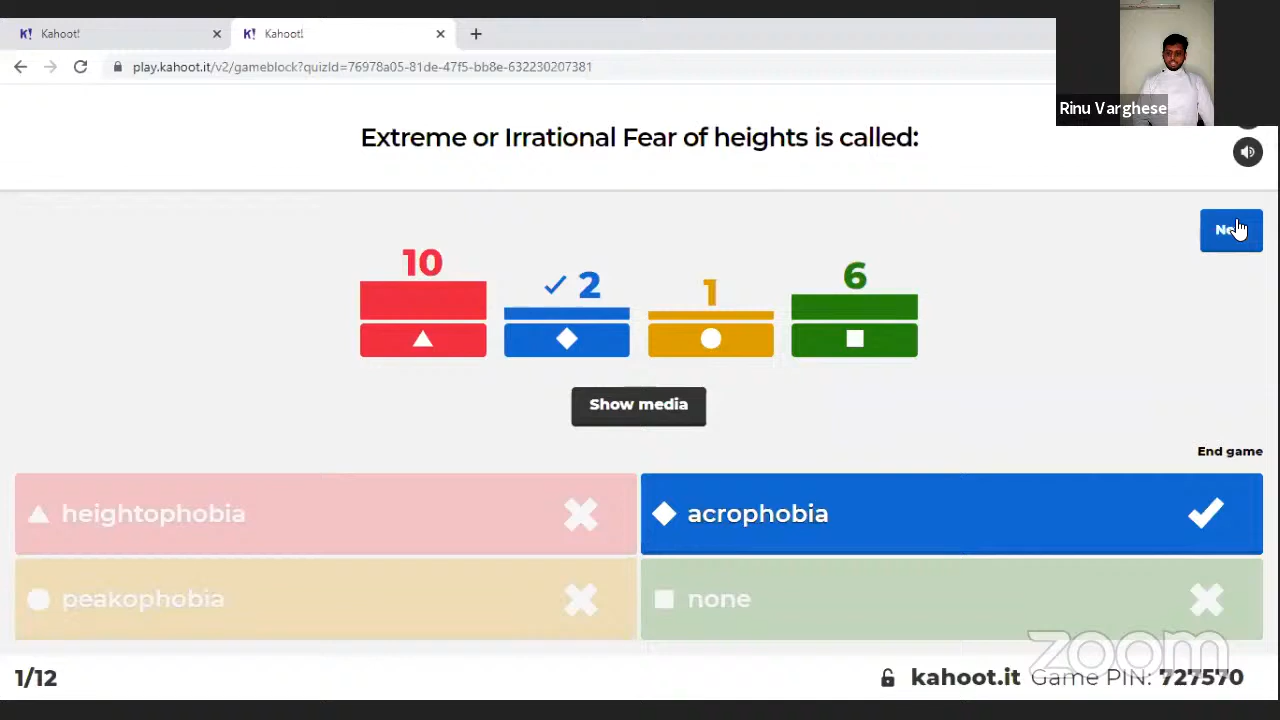 K! Kahoot!
K! Kahoot!
play.kahoot.it/v2/gameblock?quizId=76978a05-81de-47f5-bb8e-632230207381
Rinu Varghese
Extreme or Irrational Fear of heights is called:
10
2
1
6
Show media
End game
heightophobia
acrophobia
peakophobia
none
zoom
1/12
kahoot.it Game PIN: 727570